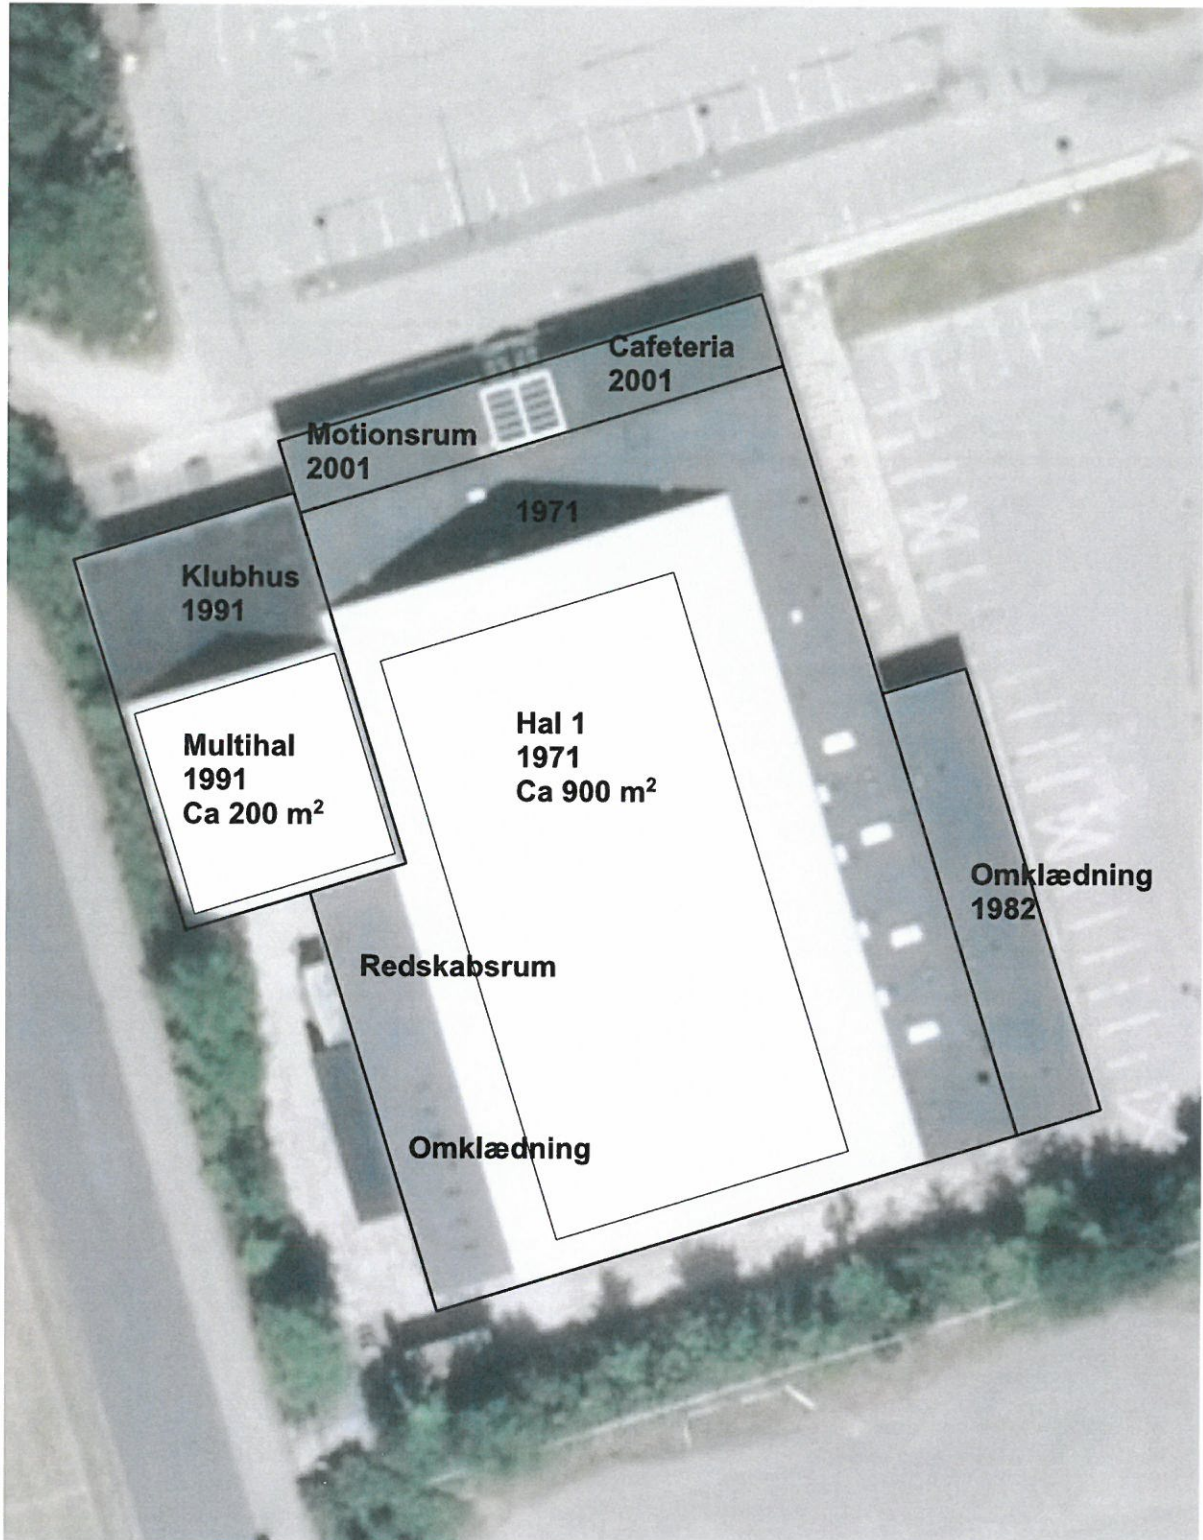 Cafeteria
2001
Motionsrum
2001
1971
Klubhus
1991
Multihal
1991
Ca 200 m²
Hal 1
1971
Ca 900 m²
Omklædning
1982
Redskabsrum
Omklædning